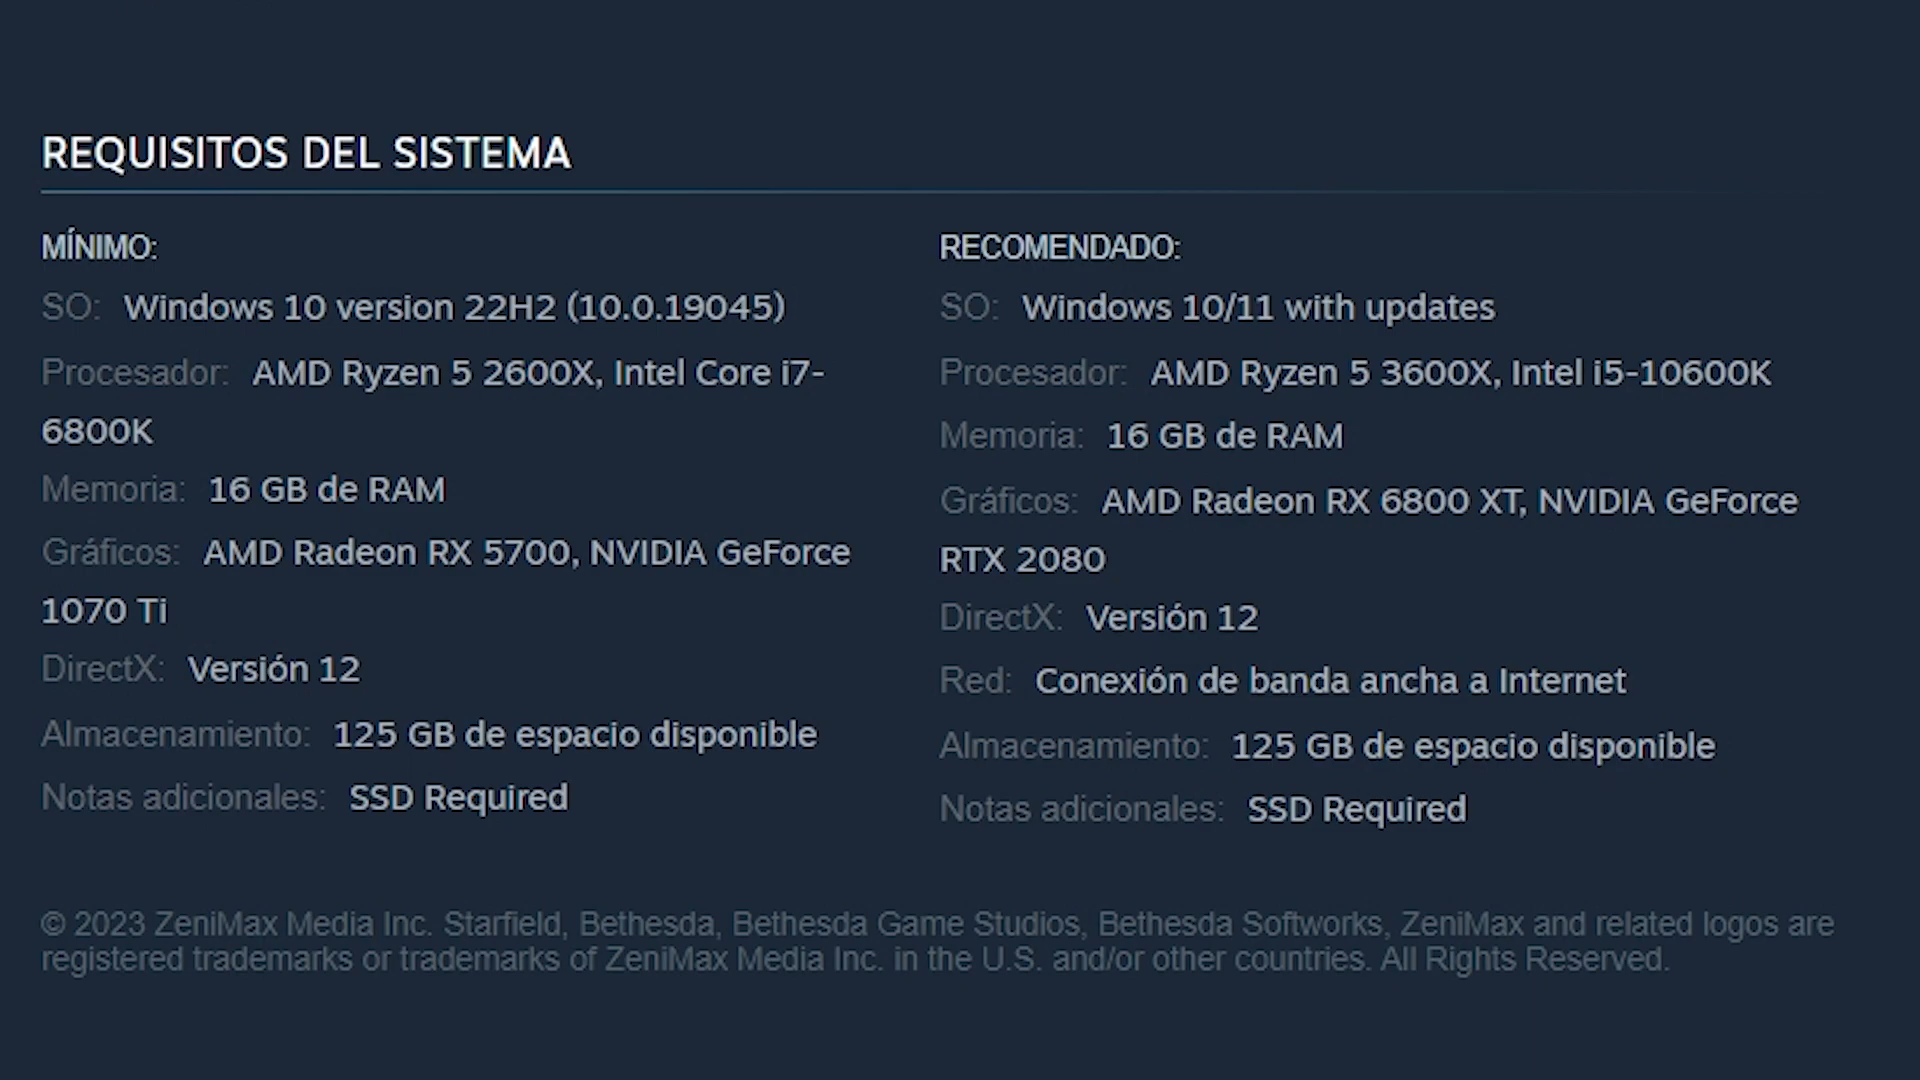 REQUISITOS DEL SISTEMA
MÍNIMO:
SO: Windows 10 version 22H2 (10.0.19045)
Procesador: AMD Ryzen 5 2600X, Intel Core i7-
6800K
Memoria: 16 GB de RAM
Gráficos: AMD Radeon RX 5700, NVIDIA GeForce
1070 Ti
DirectX: Versión 12
Almacenamiento: 125 GB de espacio disponible
Notas adicionales: SSD Required
RECOMENDADO:
SO: Windows 10/11 with updates
Procesador: AMD Ryzen 5 3600X, Intel i5-10600K
Memoria: 16 GB de RAM
Gráficos: AMD Radeon RX 6800 XT, NVIDIA GeForce
RTX 2080
DirectX: Versión 12
Red: Conexión de banda ancha a Internet
Almacenamiento: 125 GB de espacio disponible
Notas adicionales: SSD Required
© 2023 ZeniMax Media Inc. Starfield, Bethesda, Bethesda Game Studios, Bethesda Softworks, ZeniMax and related logos are
registered trademarks or trademarks of ZeniMax Media Inc. in the U.S. and/or other countries. All Rights Reserved.